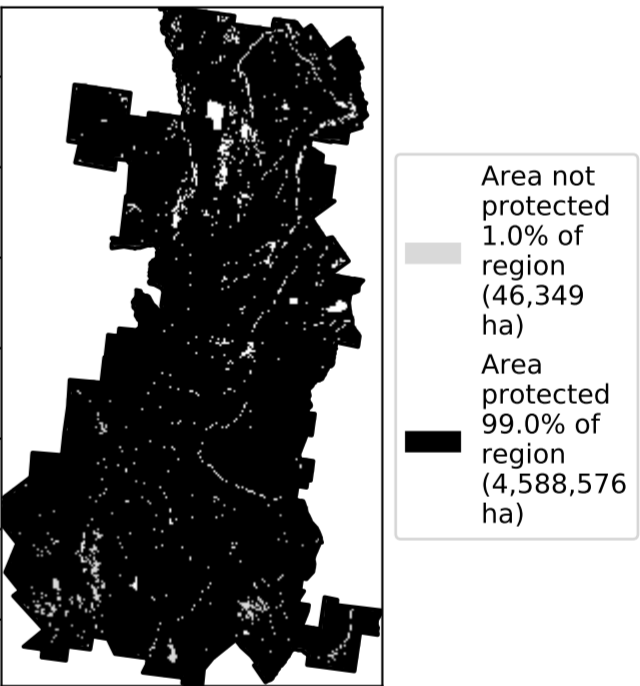 Area not
protected
1.0% of
region
(46,349
ha)
Area
protected
99.0% of
region
(4,588,576
ha)